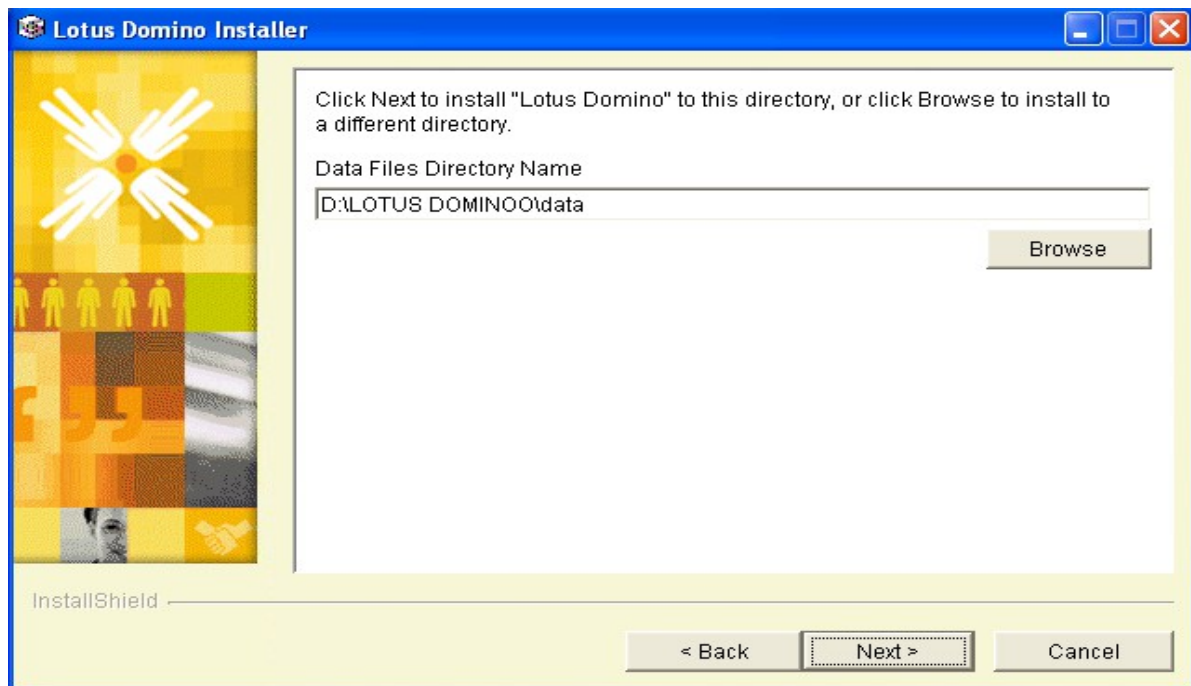 Lotus Domino Installer
Click Next to install "Lotus Domino" to this directory, or click Browse to install to
a different directory.
Data Files Directory Name
D:\LOTUS DOMINOO\data
Browse
InstallShield
< Back
Next >
Cancel